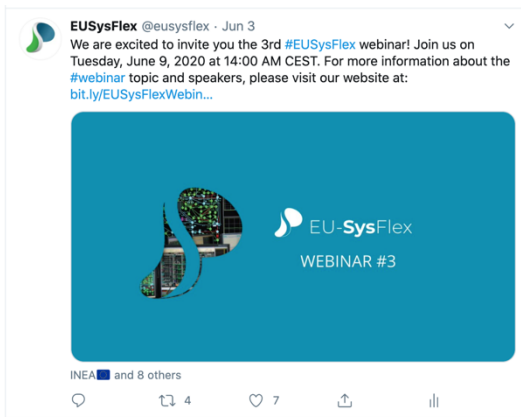 EUSysFlex @eusysflex · Jun 3
We are excited to invite you the 3rd #EUSysFlex webinar! Join us on
Tuesday, June 9, 2020 at 14:00 AM CEST. For more information about the
#webinar topic and speakers, please visit our website at:
bit.ly/EUSysFlexWebin...
EU-SysFlex
WEBINAR #3
INEA🇪🇺 and 8 others
4
7